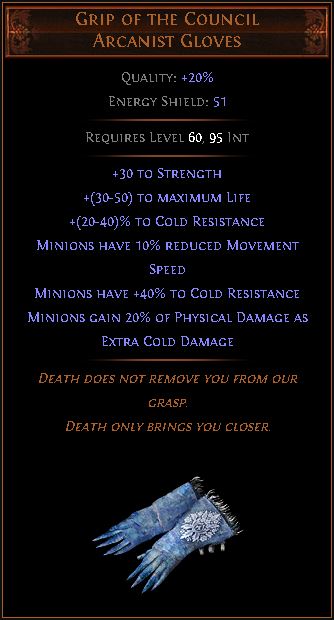 Grip of the Council
Arcanist Gloves
Quality: +20%
Energy Shield: 51
Requires Level 60, 95 Int
+30 to Strength
+(30-50) to maximum Life
+(20-40)% to Cold Resistance
Minions have 10% reduced Movement
Speed
Minions have +40% to Cold Resistance
Minions gain 20% of Physical Damage as
Extra Cold Damage
Death does not remove you from our
grasp.
Death only brings you closer.